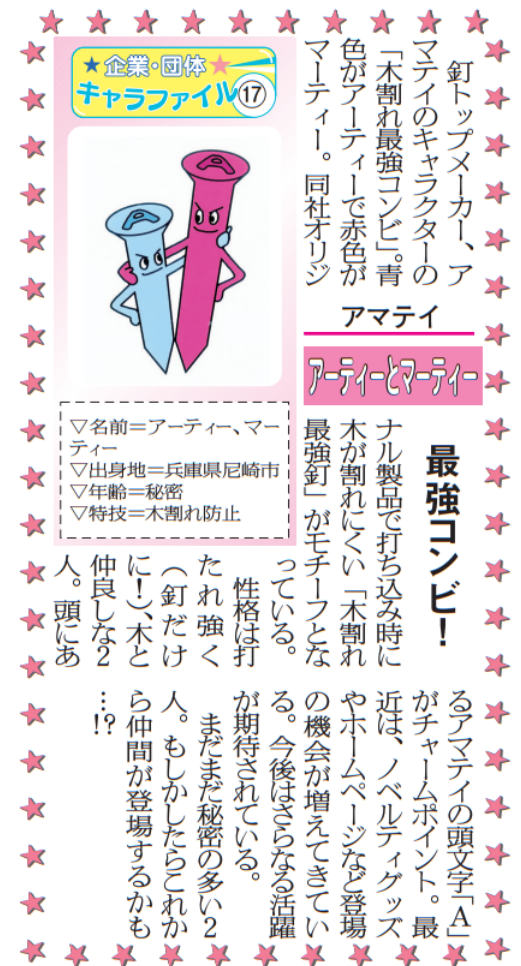 ★企業・団体★
キャラファイル⑰
アマテイ
アーティーとマーティー
最強コンビ！
釘トップメーカー、ア
マテイのキャラクターの
「木割れ最強コンビ」。青
色がアーティーで赤色が
マーティー。同社オリジ
ナル製品で打ち込み時に
木が割れにくい「木割れ
最強釘」がモチーフとな
っている。
性格は打
たれ強く
（釘だけ
に！）、木と
仲良しな2
人。頭にあ
るアマテイの頭文字「A」
がチャームポイント。最
近は、ノベルティグッズ
やホームページなど登場
の機会が増えてきてい
る。今後はさらなる活躍
が期待されている。
まだまだ秘密の多い2
人。もしかしたらこれか
ら仲間が登場するかも
…!?
▽名前＝アーティー、マー
ティー
▽出身地＝兵庫県尼崎市
▽年齢＝秘密
▽特技＝木割れ防止